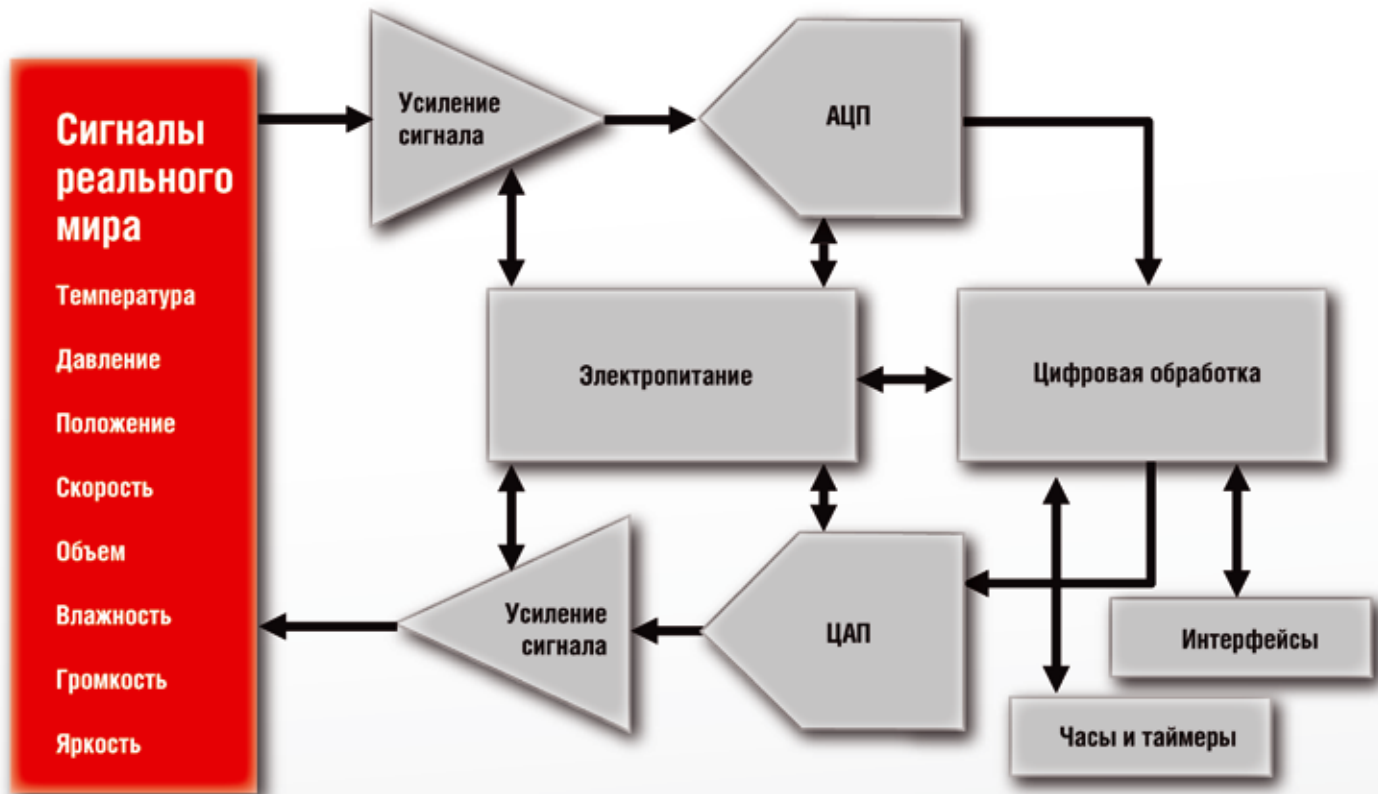 Сигналы
реального
мира
Температура
Давление
Положение
Скорость
Объем
Влажность
Громкость
Яркость
Усиление
сигнала
АЦП
Электропитание
Цифровая обработка
Усиление
сигнала
ЦАП
Интерфейсы
Часы и таймеры